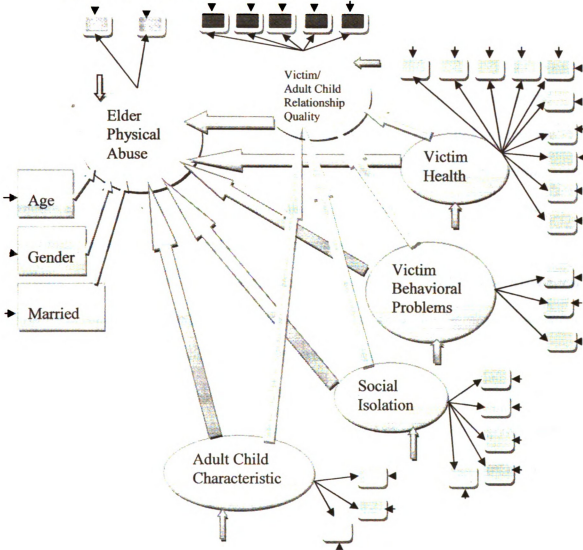 Victim/
Adult Child
Relationship
Quality
Elder
Physical
Abuse
Victim
Health
Age
Gender
Married
Victim
Behavioral
Problems
Social
Isolation
Adult Child
Characteristic